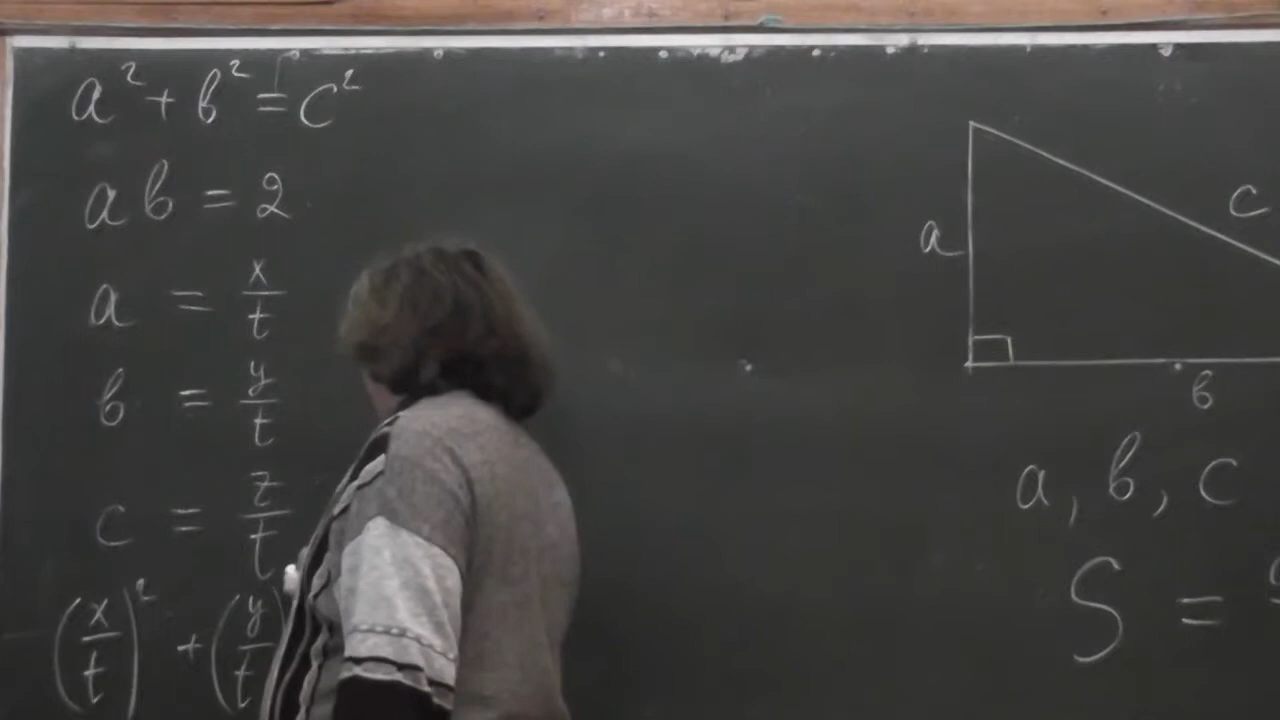 a² + b² = c²
ab = 2
a = x/t
b = y/t
c = z/t
(x/t)² + (y/t)
a
c
b
a, b, c
S =